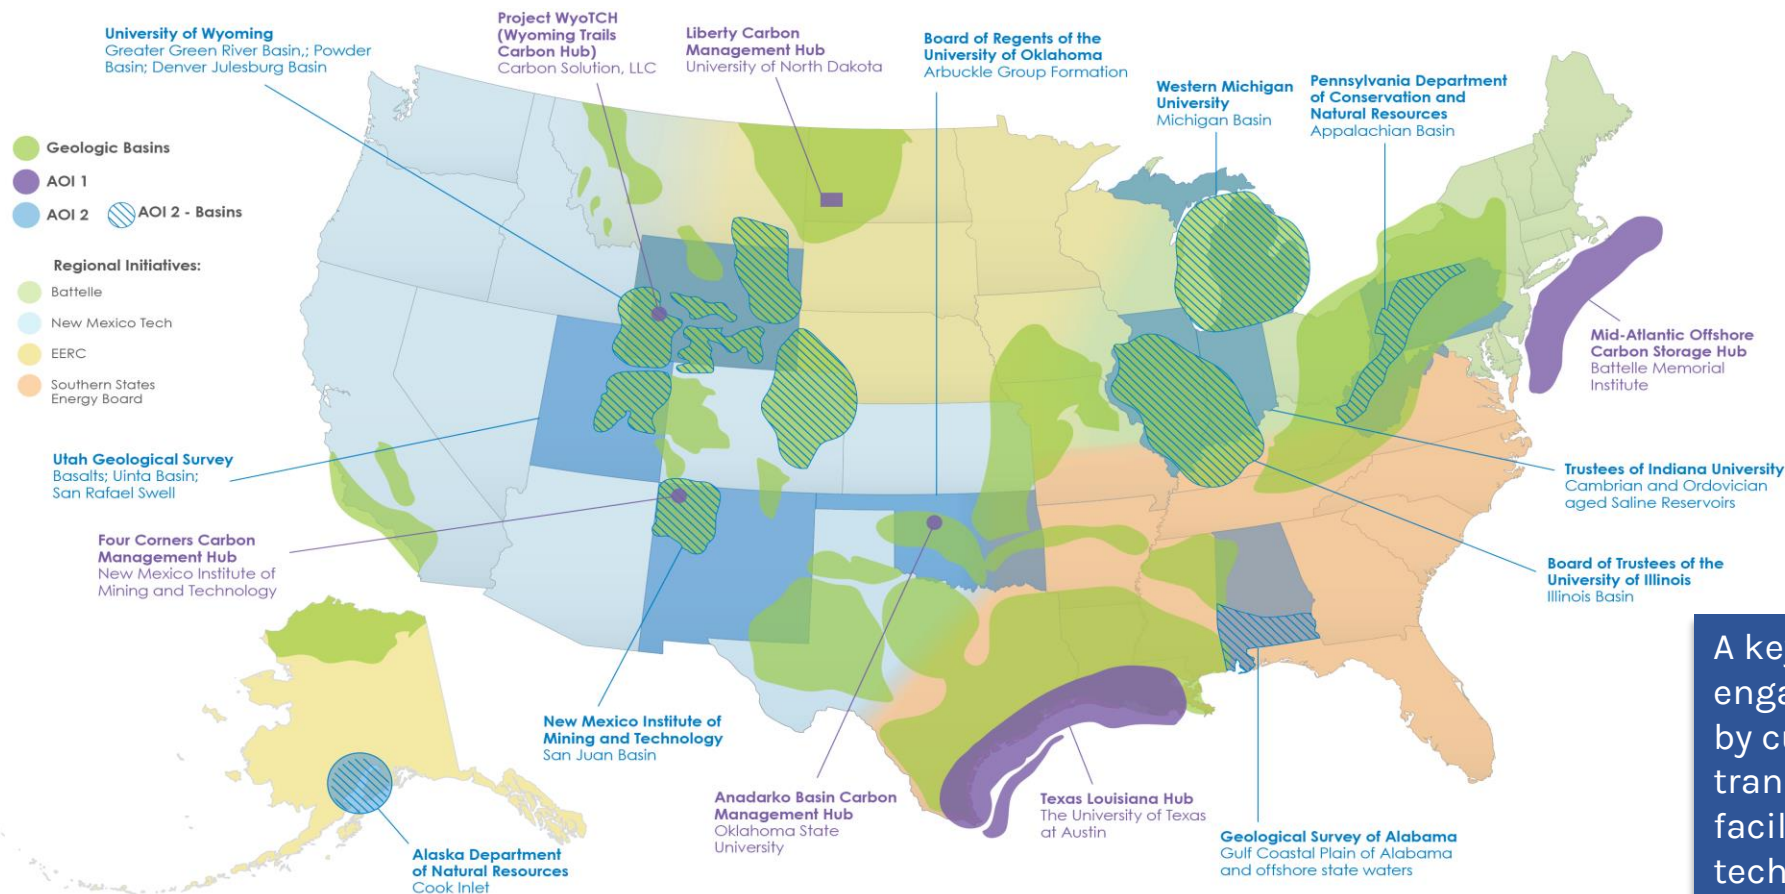 University of Wyoming
Greater Green River Basin,; Powder
Basin; Denver Julesburg Basin
Project WyoTCH
(Wyoming Trails
Carbon Hub)
Carbon Solution, LLC
Liberty Carbon
Management Hub
University of North Dakota
Board of Regents of the
University of Oklahoma
Arbuckle Group Formation
Western Michigan
University
Michigan Basin
Pennsylvania Department
of Conservation and
Natural Resources
Appalachian Basin
Geologic Basins
AOI 1
AOI 2
AOI 2 - Basins
Regional Initiatives:
Battelle
New Mexico Tech
EERC
Southern States
Energy Board
Mid-Atlantic Offshore
Carbon Storage Hub
Battelle Memorial
Institute
Utah Geological Survey
Basalts; Uinta Basin;
San Rafael Swell
Trustees of Indiana University
Cambrian and Ordovician
aged Saline Reservoirs
Four Corners Carbon
Management Hub
New Mexico Institute of
Mining and Technology
Board of Trustees of the
University of Illinois
Illinois Basin
New Mexico Institute of
Mining and Technology
San Juan Basin
Anadarko Basin Carbon
Management Hub
Oklahoma State
University
Texas Louisiana Hub
The University of Texas
at Austin
Geological Survey of Alabama
Gulf Coastal Plain of Alabama
and offshore state waters
Alaska Department
of Natural Resources
Cook Inlet
A ke
enga
by cu
tran
facil
tech